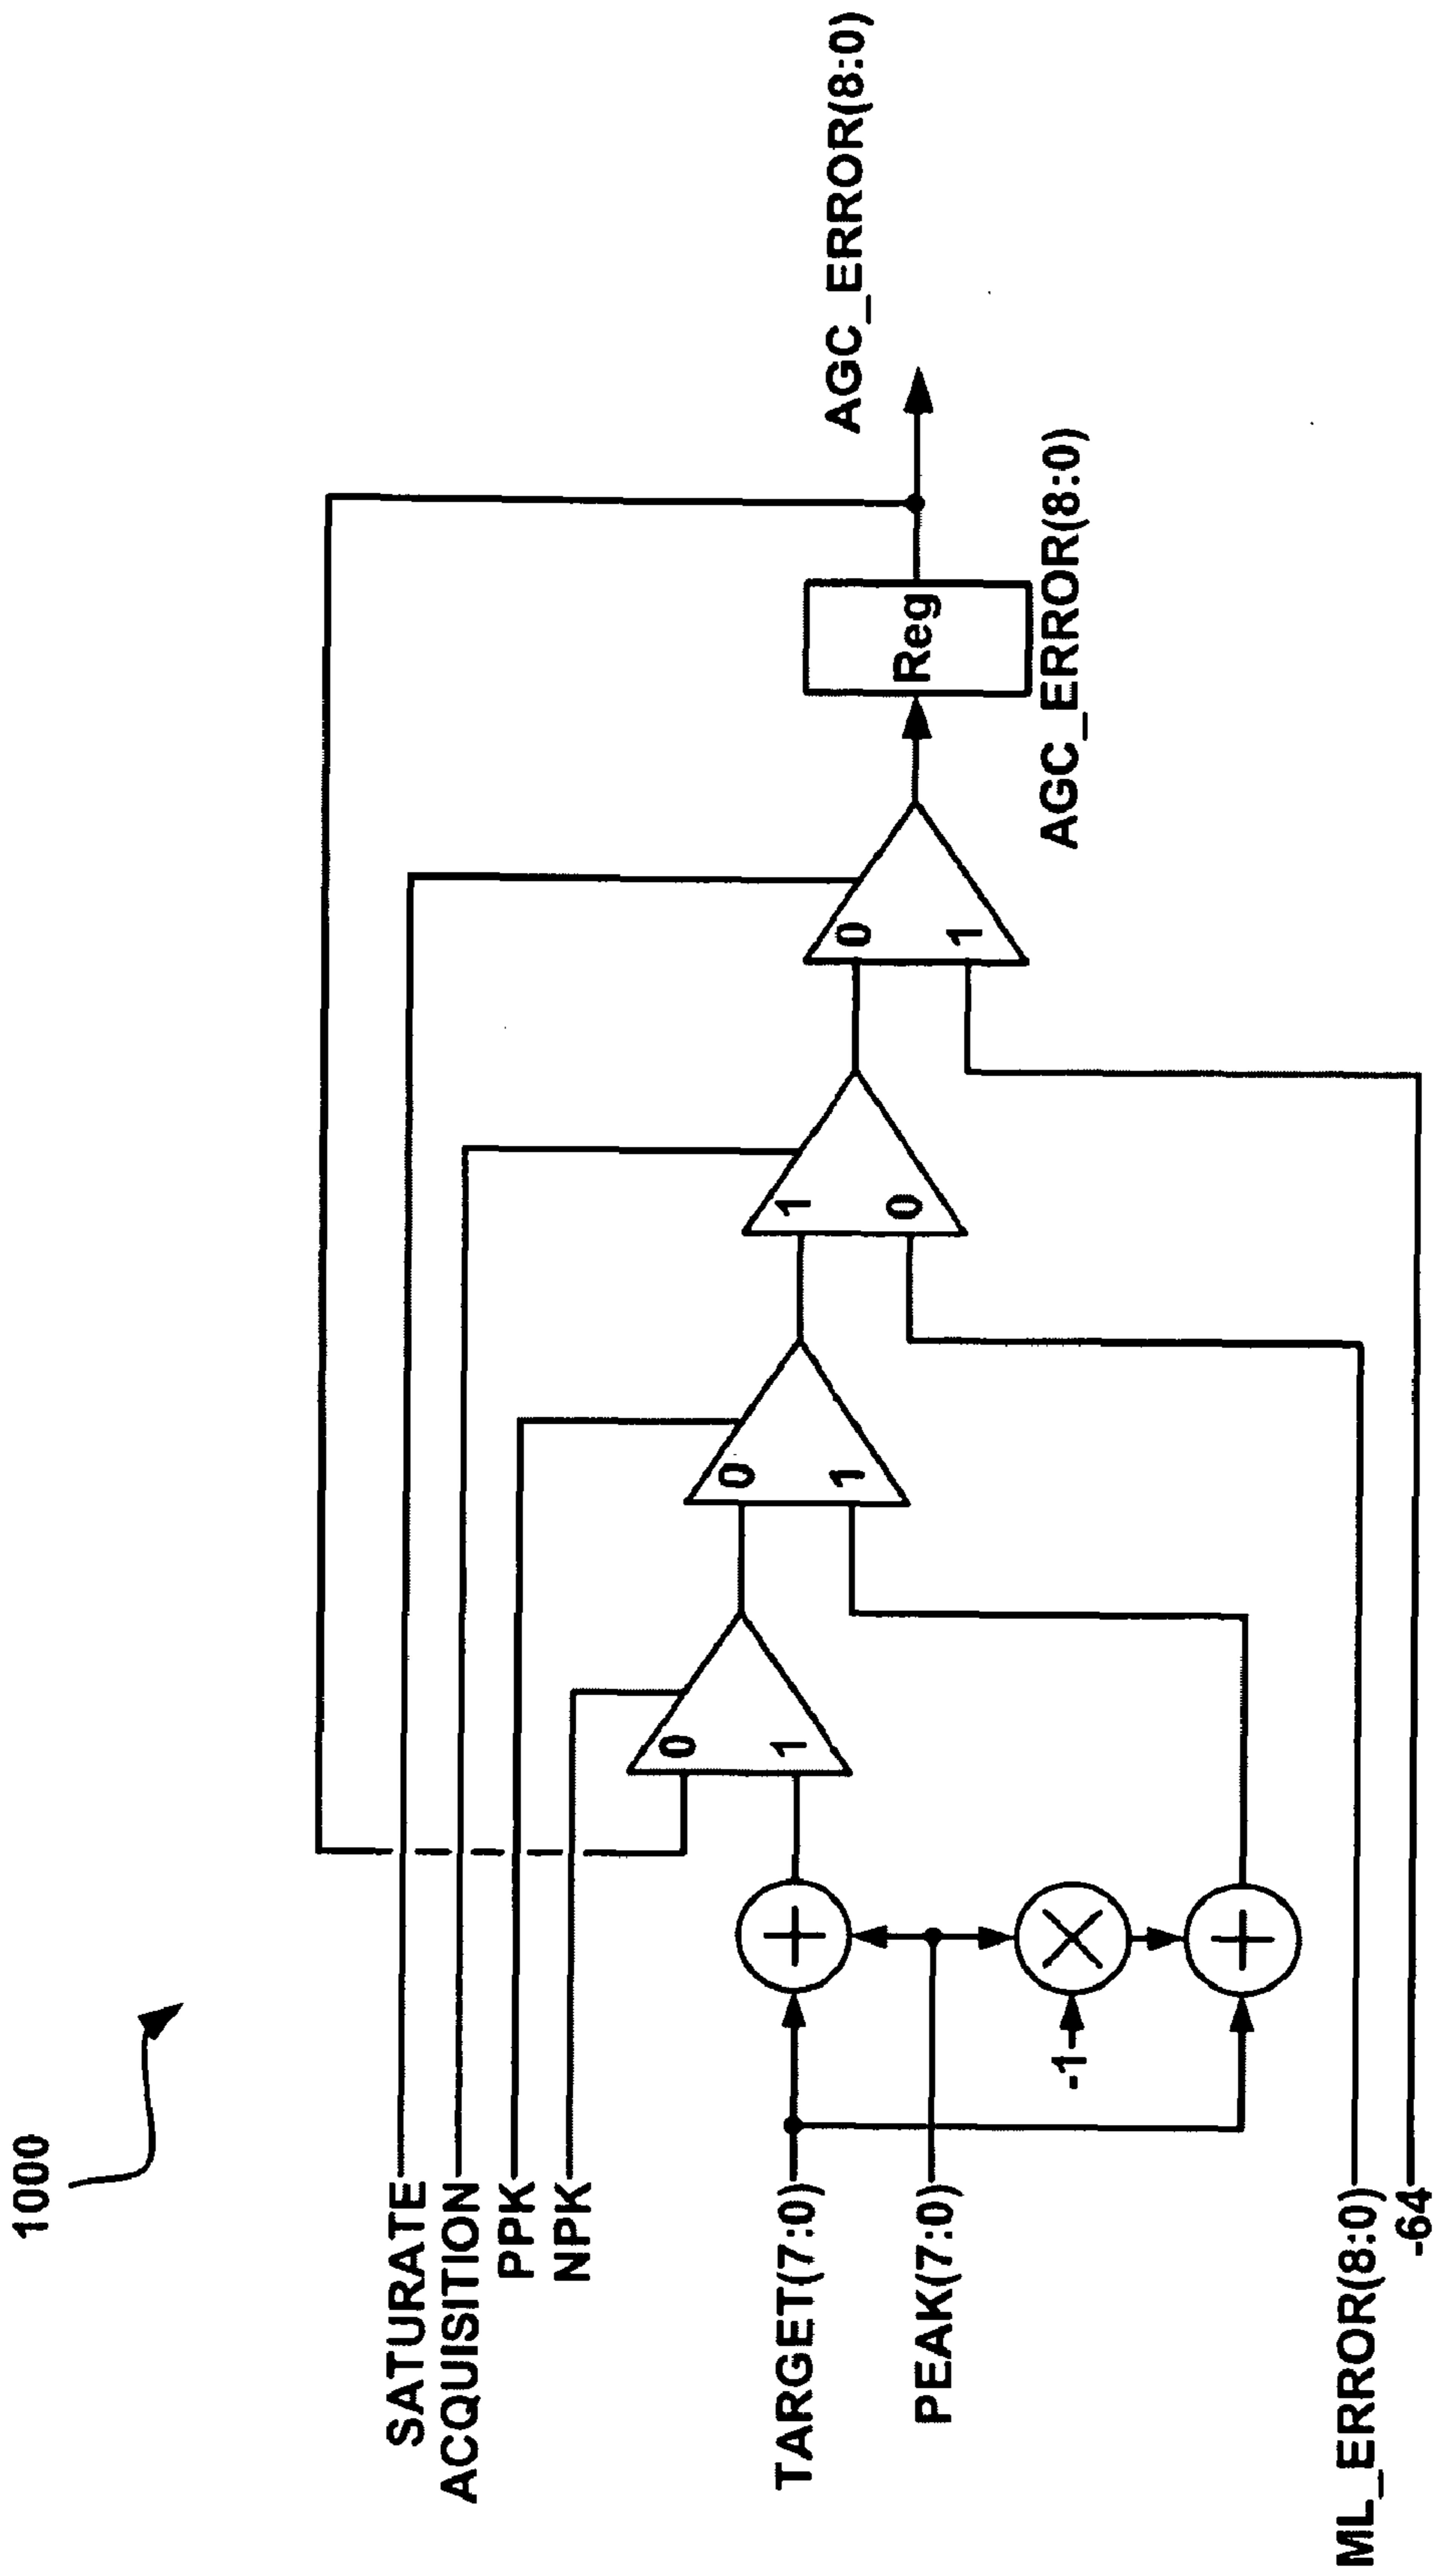 1000
SATURATE
ACQUISITION
PPK
NPK
TARGET(7:0)
PEAK(7:0)
-1
ML_ERROR(8:0)
-64
0
1
0
1
1
0
0
1
Reg
AGC_ERROR(8:0)
AGC_ERROR(8:0)